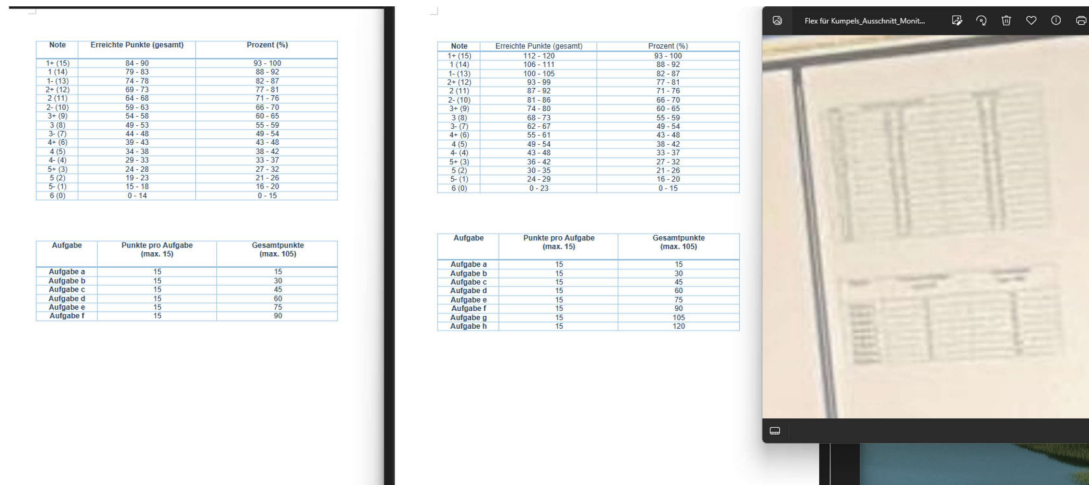 Note Erreichte Punkte (gesamt) Prozent (%)
1+ (15) 84 - 90 93 - 100
1 (14) 79 - 83 88 - 92
1- (13) 74 - 78 82 - 87
2+ (12) 69 - 73 77 - 81
2 (11) 64 - 68 71 - 76
2- (10) 59 - 63 66 - 70
3+ (9) 54 - 58 60 - 65
3 (8) 49 - 53 55 - 59
3- (7) 44 - 48 49 - 54
4+ (6) 39 - 43 43 - 48
4 (5) 34 - 38 38 - 42
4- (4) 29 - 33 33 - 37
5+ (3) 24 - 28 27 - 32
5 (2) 19 - 23 21 - 26
5- (1) 15 - 18 16 - 20
6 (0) 0 - 14 0 - 15
Aufgabe Punkte pro Aufgabe Gesamtpunkte
(max. 15) (max. 105)
Aufgabe a 15 15
Aufgabe b 15 30
Aufgabe c 15 45
Aufgabe d 15 60
Aufgabe e 15 75
Aufgabe f 15 90
Note Erreichte Punkte (gesamt) Prozent (%)
1+ (15) 112 - 120 93 - 100
1 (14) 106 - 111 88 - 92
1- (13) 100 - 105 82 - 87
2+ (12) 93 - 99 77 - 81
2 (11) 87 - 92 71 - 76
2- (10) 81 - 86 66 - 70
3+ (9) 74 - 80 60 - 65
3 (8) 68 - 73 55 - 59
3- (7) 62 - 67 49 - 54
4+ (6) 55 - 61 43 - 48
4 (5) 49 - 54 38 - 42
4- (4) 43 - 48 33 - 37
5+ (3) 36 - 42 27 - 32
5 (2) 30 - 35 21 - 26
5- (1) 24 - 29 16 - 20
6 (0) 0 - 23 0 - 15
Aufgabe Punkte pro Aufgabe Gesamtpunkte
(max. 15) (max. 105)
Aufgabe a 15 15
Aufgabe b 15 30
Aufgabe c 15 45
Aufgabe d 15 60
Aufgabe e 15 75
Aufgabe f 15 90
Aufgabe g 15 105
Aufgabe h 15 120
Flex für Kumpels_Ausschnitt_Monit...